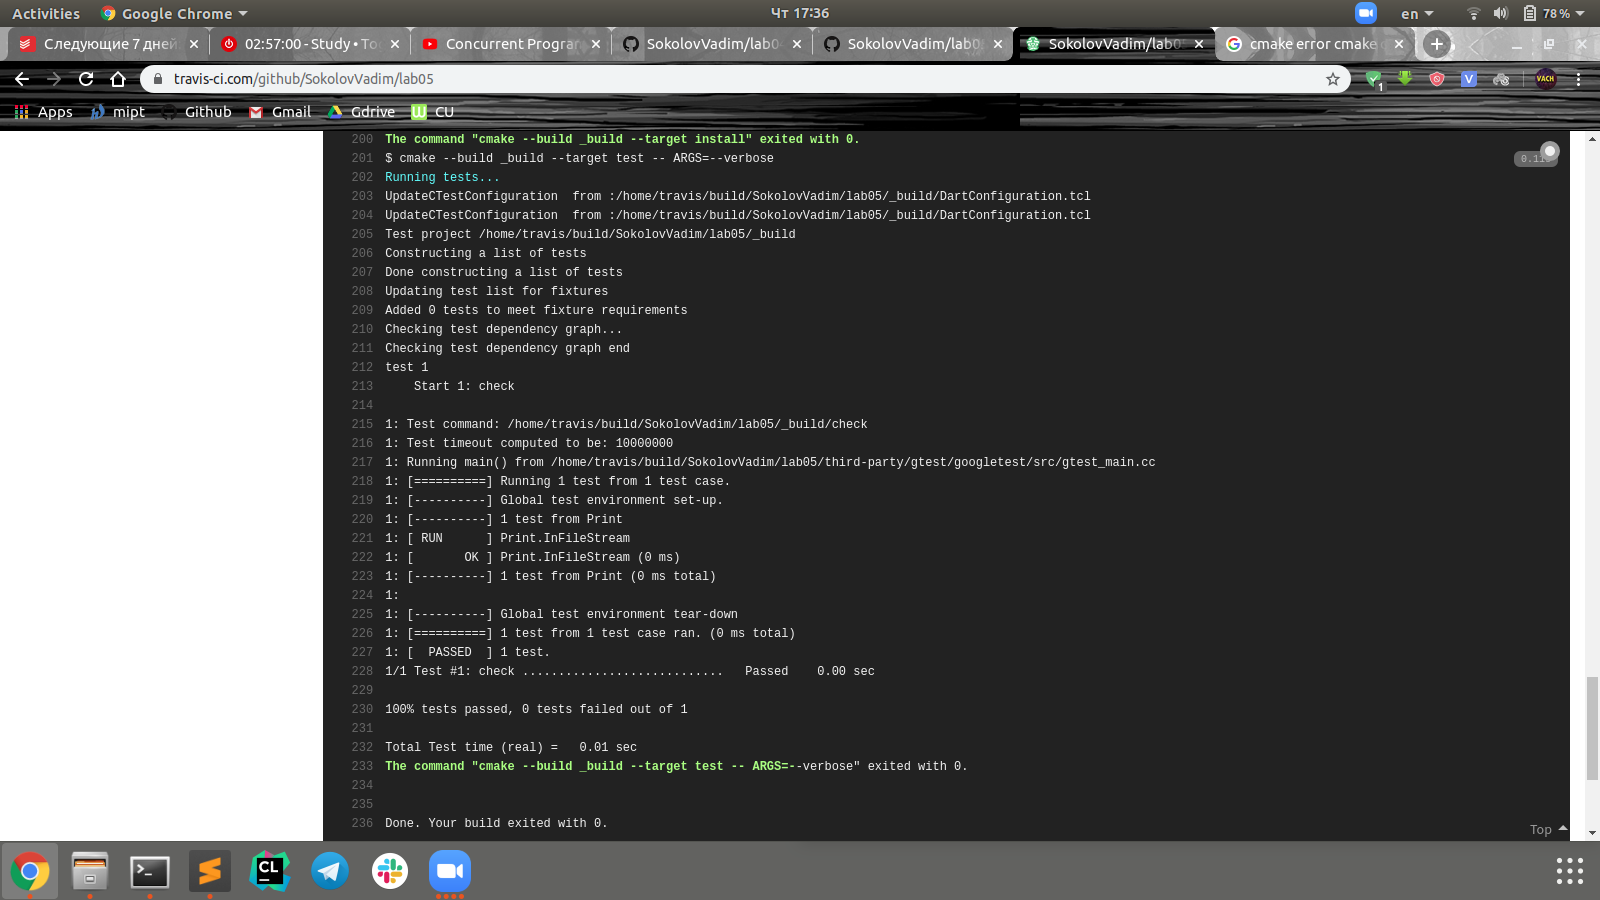 Activities Google Chrome Чт 17:36 en 78 %
Следующие 7 дней 02:57:00 - Study • To Concurrent Progra SokolovVadim/lab0 SokolovVadim/lab0 SokolovVadim/lab0 cmake error cmake
travis-ci.com/github/SokolovVadim/lab05 1 V VACH
Apps mipt Github Gmail Gdrive CU
200 The command "cmake --build _build --target install" exited with 0.
201 $ cmake --build _build --target test -- ARGS=--verbose
202 Running tests...
203 UpdateCTestConfiguration  from :/home/travis/build/SokolovVadim/lab05/_build/DartConfiguration.tcl
204 UpdateCTestConfiguration  from :/home/travis/build/SokolovVadim/lab05/_build/DartConfiguration.tcl
205 Test project /home/travis/build/SokolovVadim/lab05/_build
206 Constructing a list of tests
207 Done constructing a list of tests
208 Updating test list for fixtures
209 Added 0 tests to meet fixture requirements
210 Checking test dependency graph...
211 Checking test dependency graph end
212 test 1
213     Start 1: check
214
215 1: Test command: /home/travis/build/SokolovVadim/lab05/_build/check
216 1: Test timeout computed to be: 10000000
217 1: Running main() from /home/travis/build/SokolovVadim/lab05/third-party/gtest/googletest/src/gtest_main.cc
218 1: [==========] Running 1 test from 1 test case.
219 1: [----------] Global test environment set-up.
220 1: [----------] 1 test from Print
221 1: [ RUN      ] Print.InFileStream
222 1: [       OK ] Print.InFileStream (0 ms)
223 1: [----------] 1 test from Print (0 ms total)
224 1:
225 1: [----------] Global test environment tear-down
226 1: [==========] 1 test from 1 test case ran. (0 ms total)
227 1: [  PASSED  ] 1 test.
228 1/1 Test #1: check ............................   Passed    0.00 sec
229
230 100% tests passed, 0 tests failed out of 1
231
232 Total Test time (real) =   0.01 sec
233 The command "cmake --build _build --target test -- ARGS=--verbose" exited with 0.
234
235
236 Done. Your build exited with 0.
Top
CL